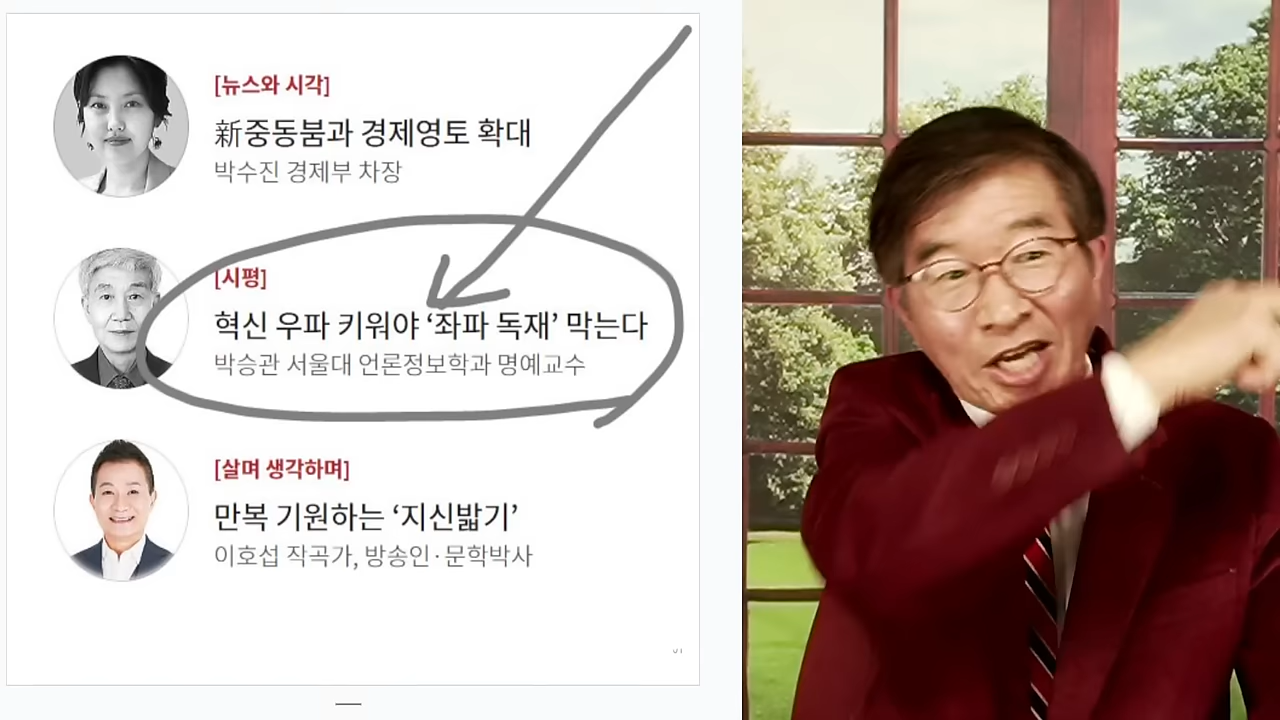 [뉴스와 시각]
新중동붐과 경제영토 확대
박수진 경제부 차장
[시평]
혁신 우파 키워야 ‘좌파 독재’ 막는다
박승관 서울대 언론정보학과 명예교수
[살며 생각하며]
만복 기원하는 ‘지신밟기’
이호섭 작곡가, 방송인·문학박사